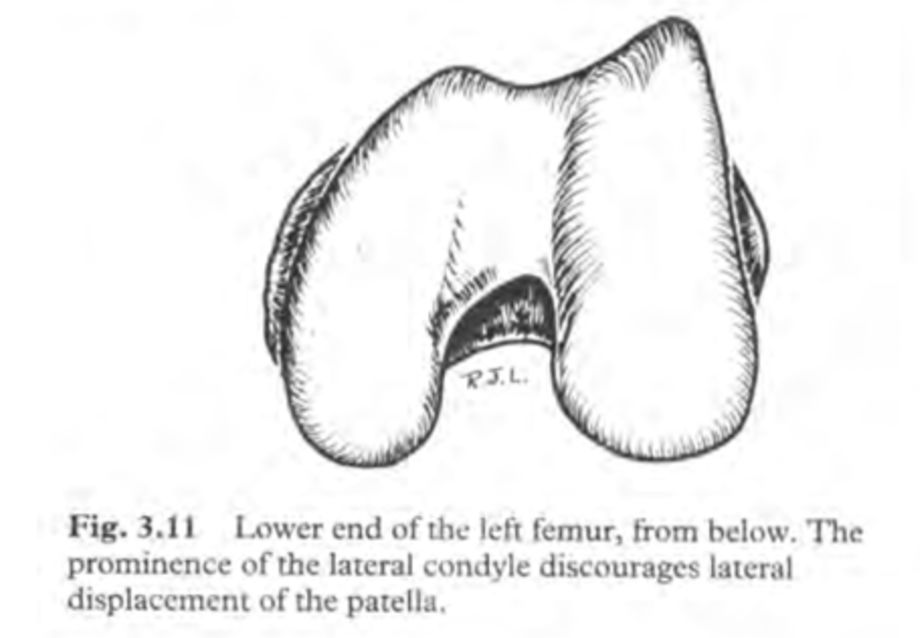 R.J.L.
Fig. 3.11 Lower end of the left femur, from below. The
prominence of the lateral condyle discourages lateral
displacement of the patella.